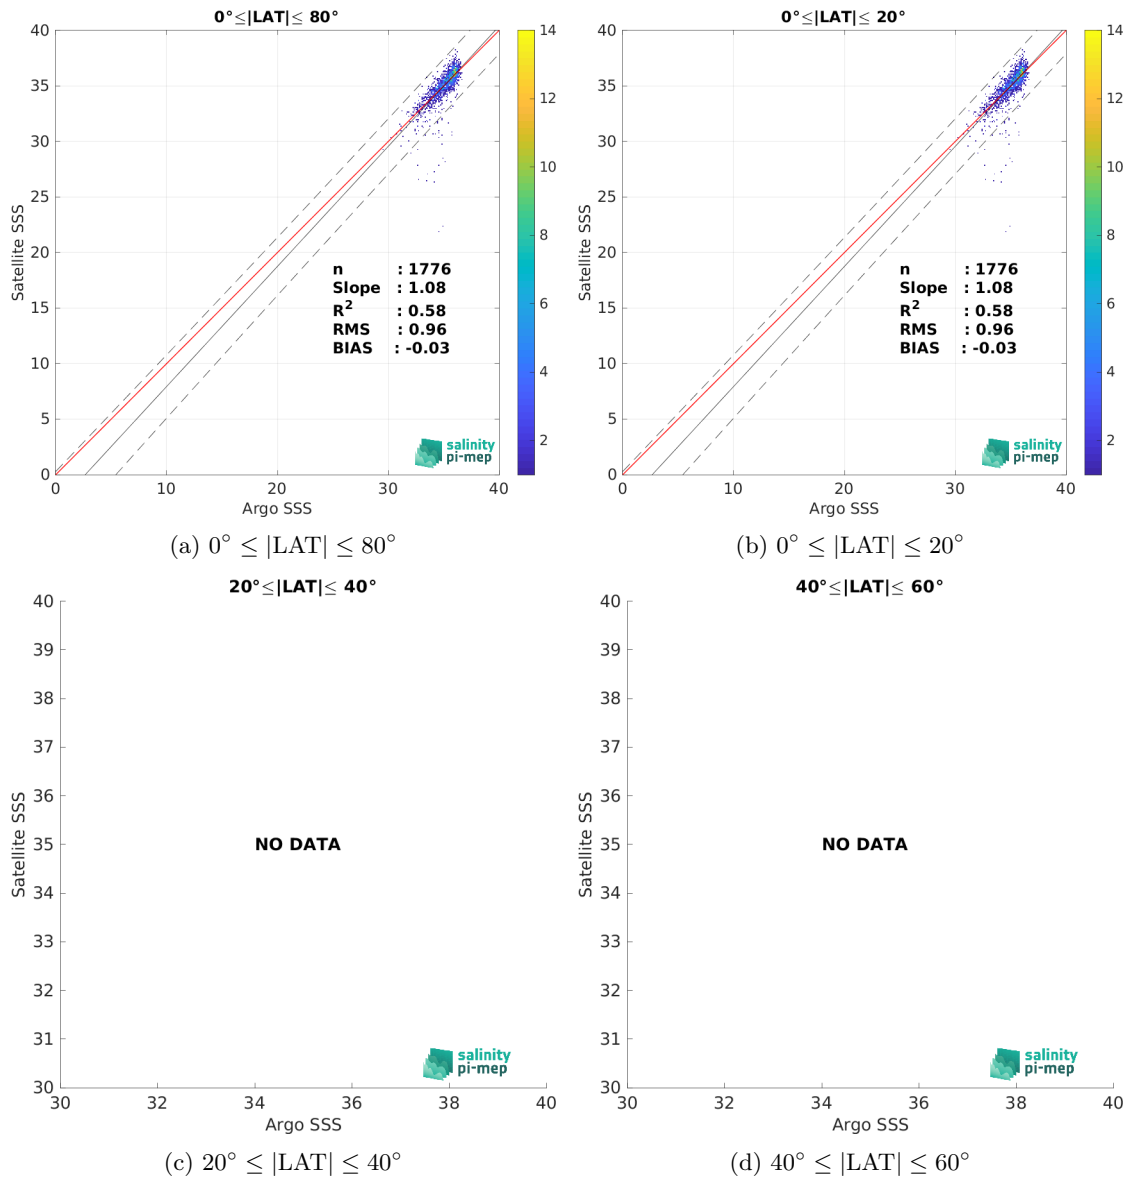 0°≤|LAT|≤ 80°
40
35
30
25
20
15
10
5
0
Satellite SSS
0
10
20
30
40
Argo SSS
n : 1776
Slope : 1.08
R² : 0.58
RMS : 0.96
BIAS : -0.03
salinity
pi-mep
14
12
10
8
6
4
2
(a) 0° ≤ |LAT| ≤ 80°
0°≤|LAT|≤ 20°
40
35
30
25
20
15
10
5
0
Satellite SSS
0
10
20
30
40
Argo SSS
n : 1776
Slope : 1.08
R² : 0.58
RMS : 0.96
BIAS : -0.03
salinity
pi-mep
14
12
10
8
6
4
2
(b) 0° ≤ |LAT| ≤ 20°
20°≤|LAT|≤ 40°
40
39
38
37
36
35
34
33
32
31
30
Satellite SSS
NO DATA
salinity
pi-mep
30
32
34
36
38
40
Argo SSS
(c) 20° ≤ |LAT| ≤ 40°
40°≤|LAT|≤ 60°
40
39
38
37
36
35
34
33
32
31
30
Satellite SSS
NO DATA
salinity
pi-mep
30
32
34
36
38
40
Argo SSS
(d) 40° ≤ |LAT| ≤ 60°